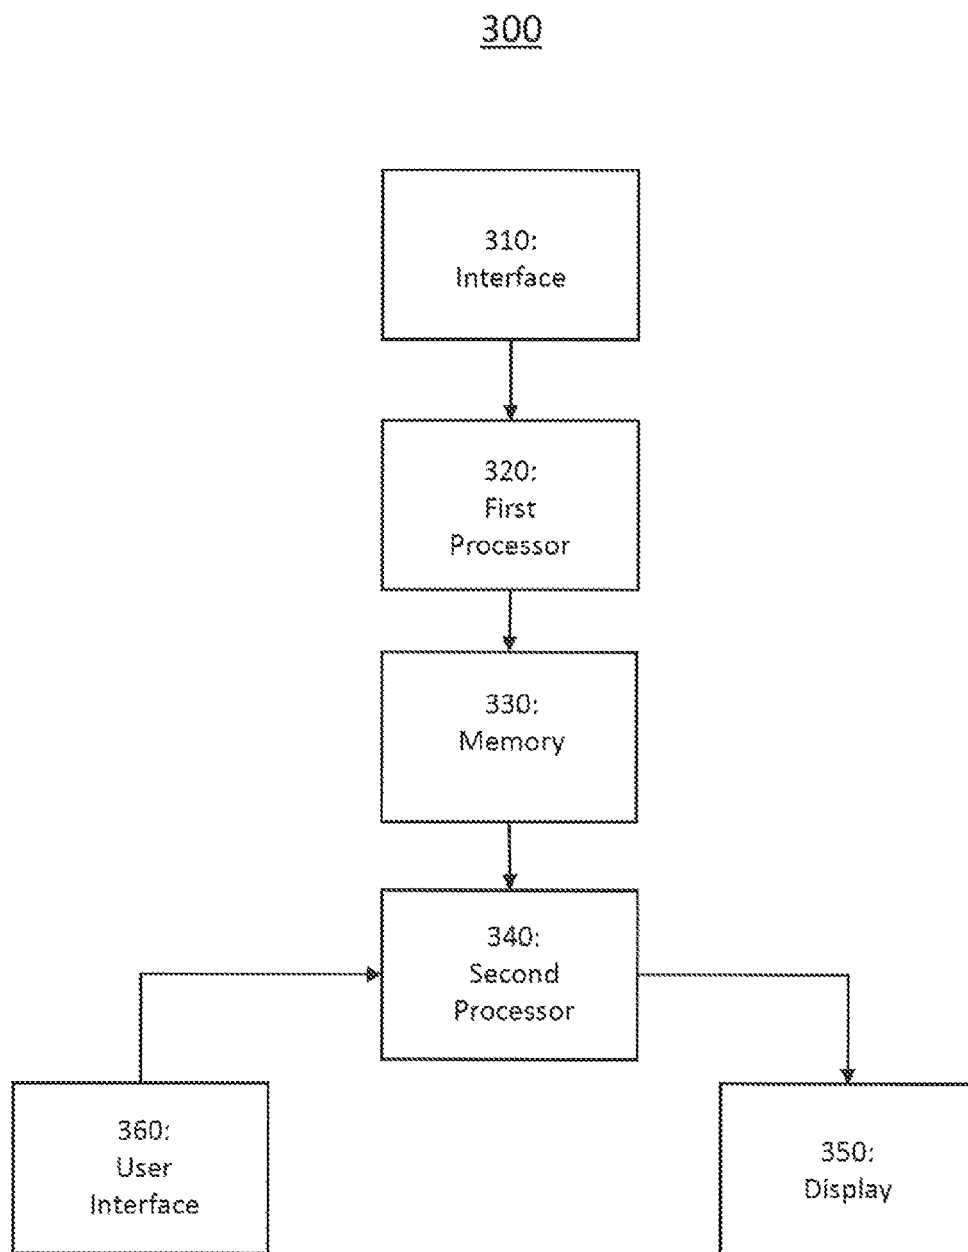 300
310:
Interface
320:
First
Processor
330:
Memory
340:
Second
Processor
360:
User
Interface
350:
Display